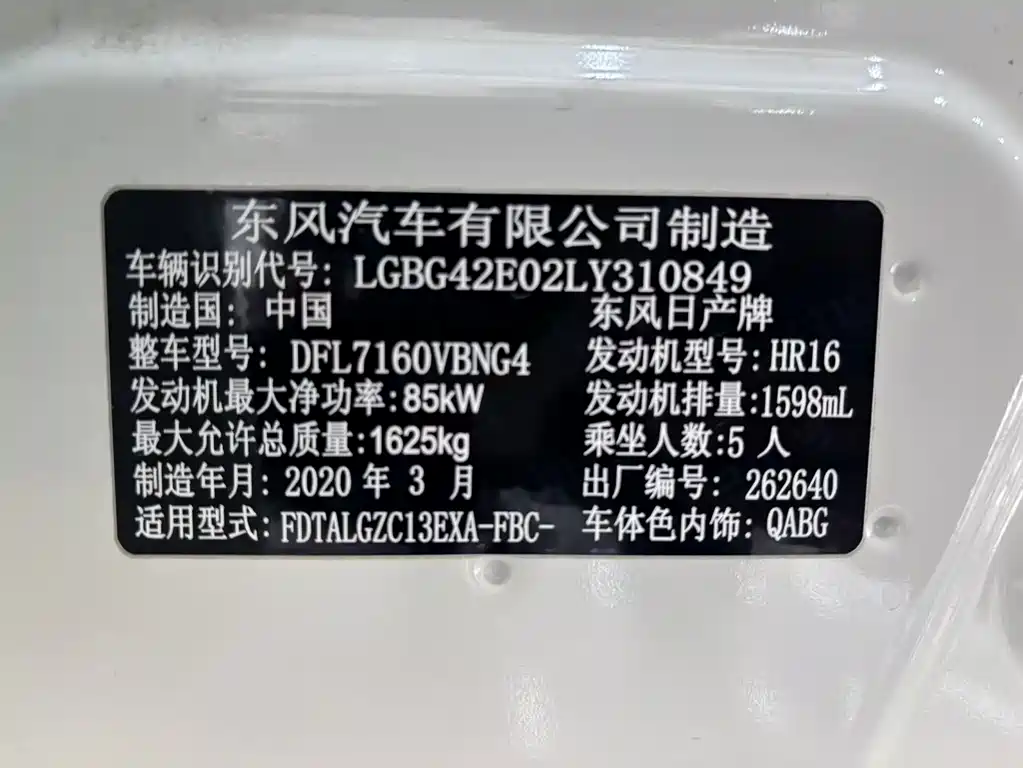 东风汽车有限公司制造
车辆识别代号: LGBG42E02LY310849
制造国: 中国 东风日产牌
整车型号: DFL7160VBNG4 发动机型号: HR16
发动机最大净功率:85kW 发动机排量:1598mL
最大允许总质量:1625kg 乘坐人数:5 人
制造年月: 2020 年 3 月 出厂编号: 262640
适用型式: FDTALGZC13EXA-FBC- 车体色内饰: QABG